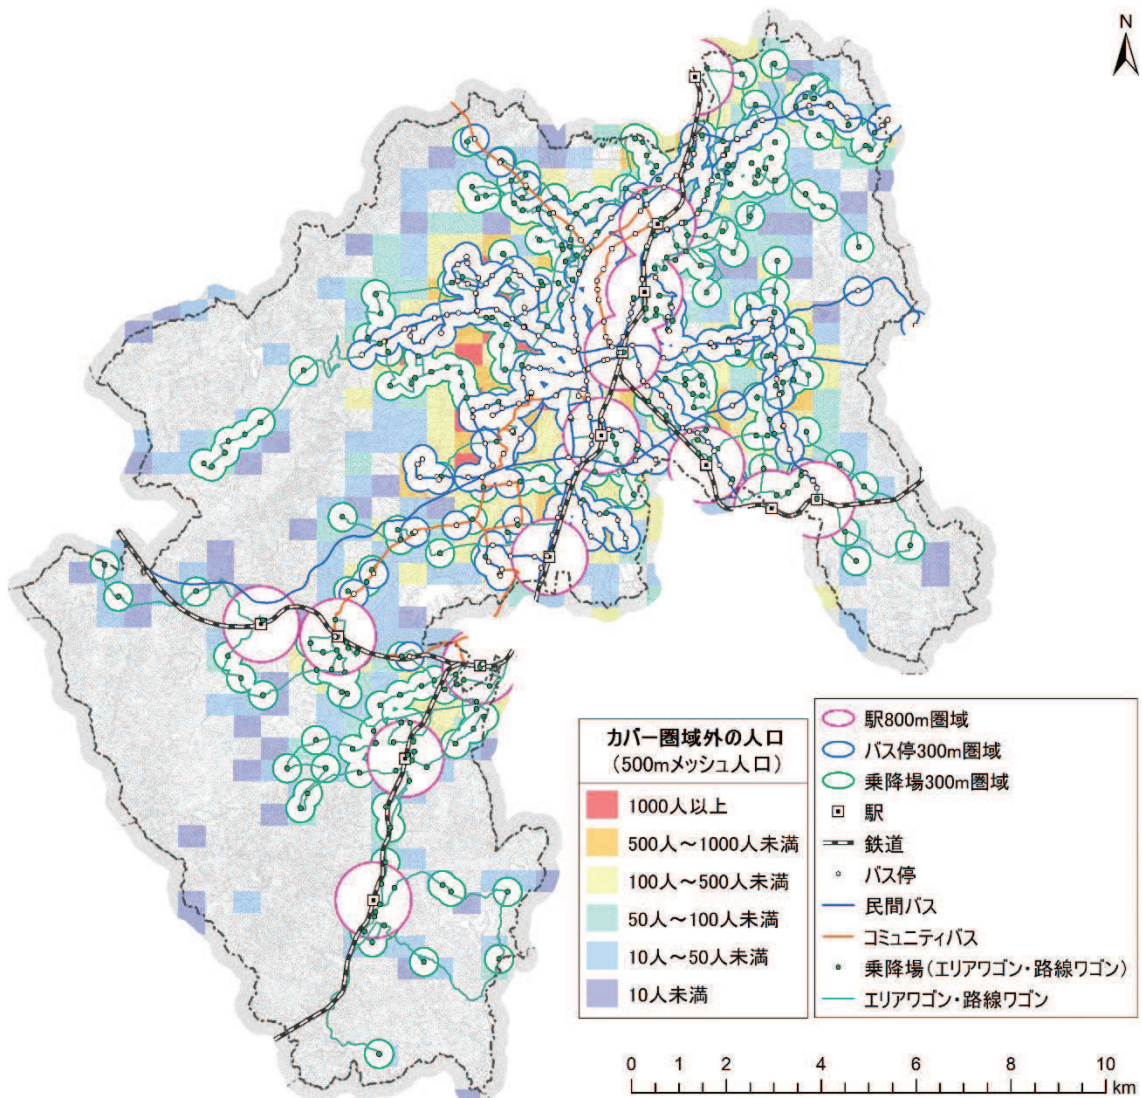 N
カバー圏域外の人口
(500mメッシュ人口)
1000人以上
500人～1000人未満
100人～500人未満
50人～100人未満
10人～50人未満
10人未満
駅800m圏域
バス停300m圏域
乗降場300m圏域
駅
鉄道
バス停
民間バス
コミュニティバス
乗降場(エリアワゴン・路線ワゴン)
エリアワゴン・路線ワゴン
0 1 2 4 6 8 10
km